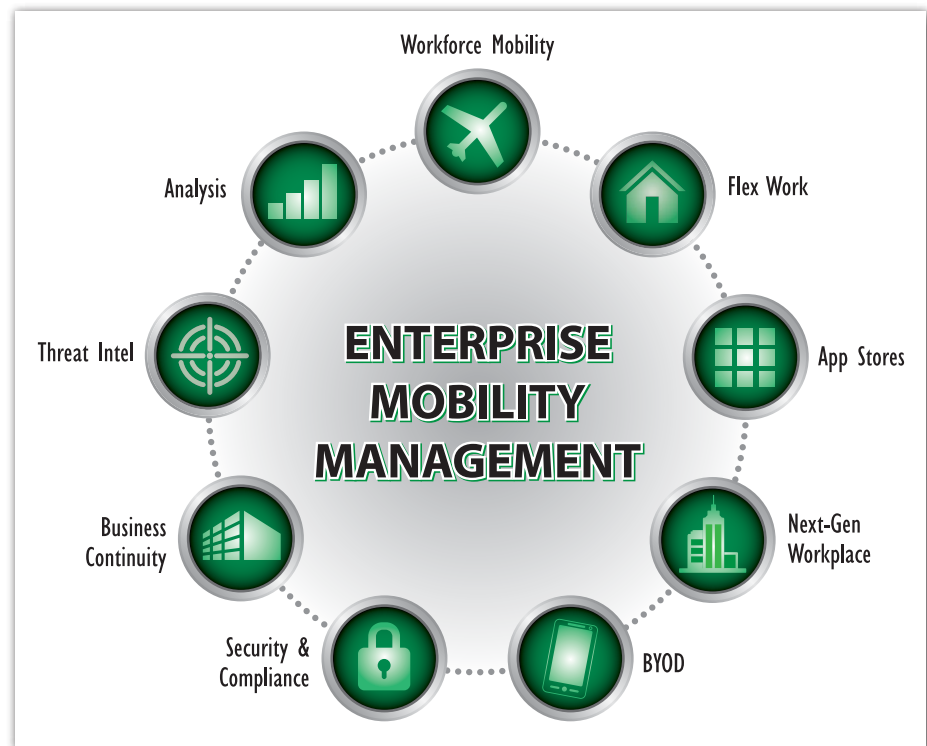 Workforce Mobility
Flex Work
App Stores
Next-Gen
Workplace
BYOD
Security &
Compliance
Business
Continuity
Threat Intel
Analysis
ENTERPRISE
MOBILITY
MANAGEMENT